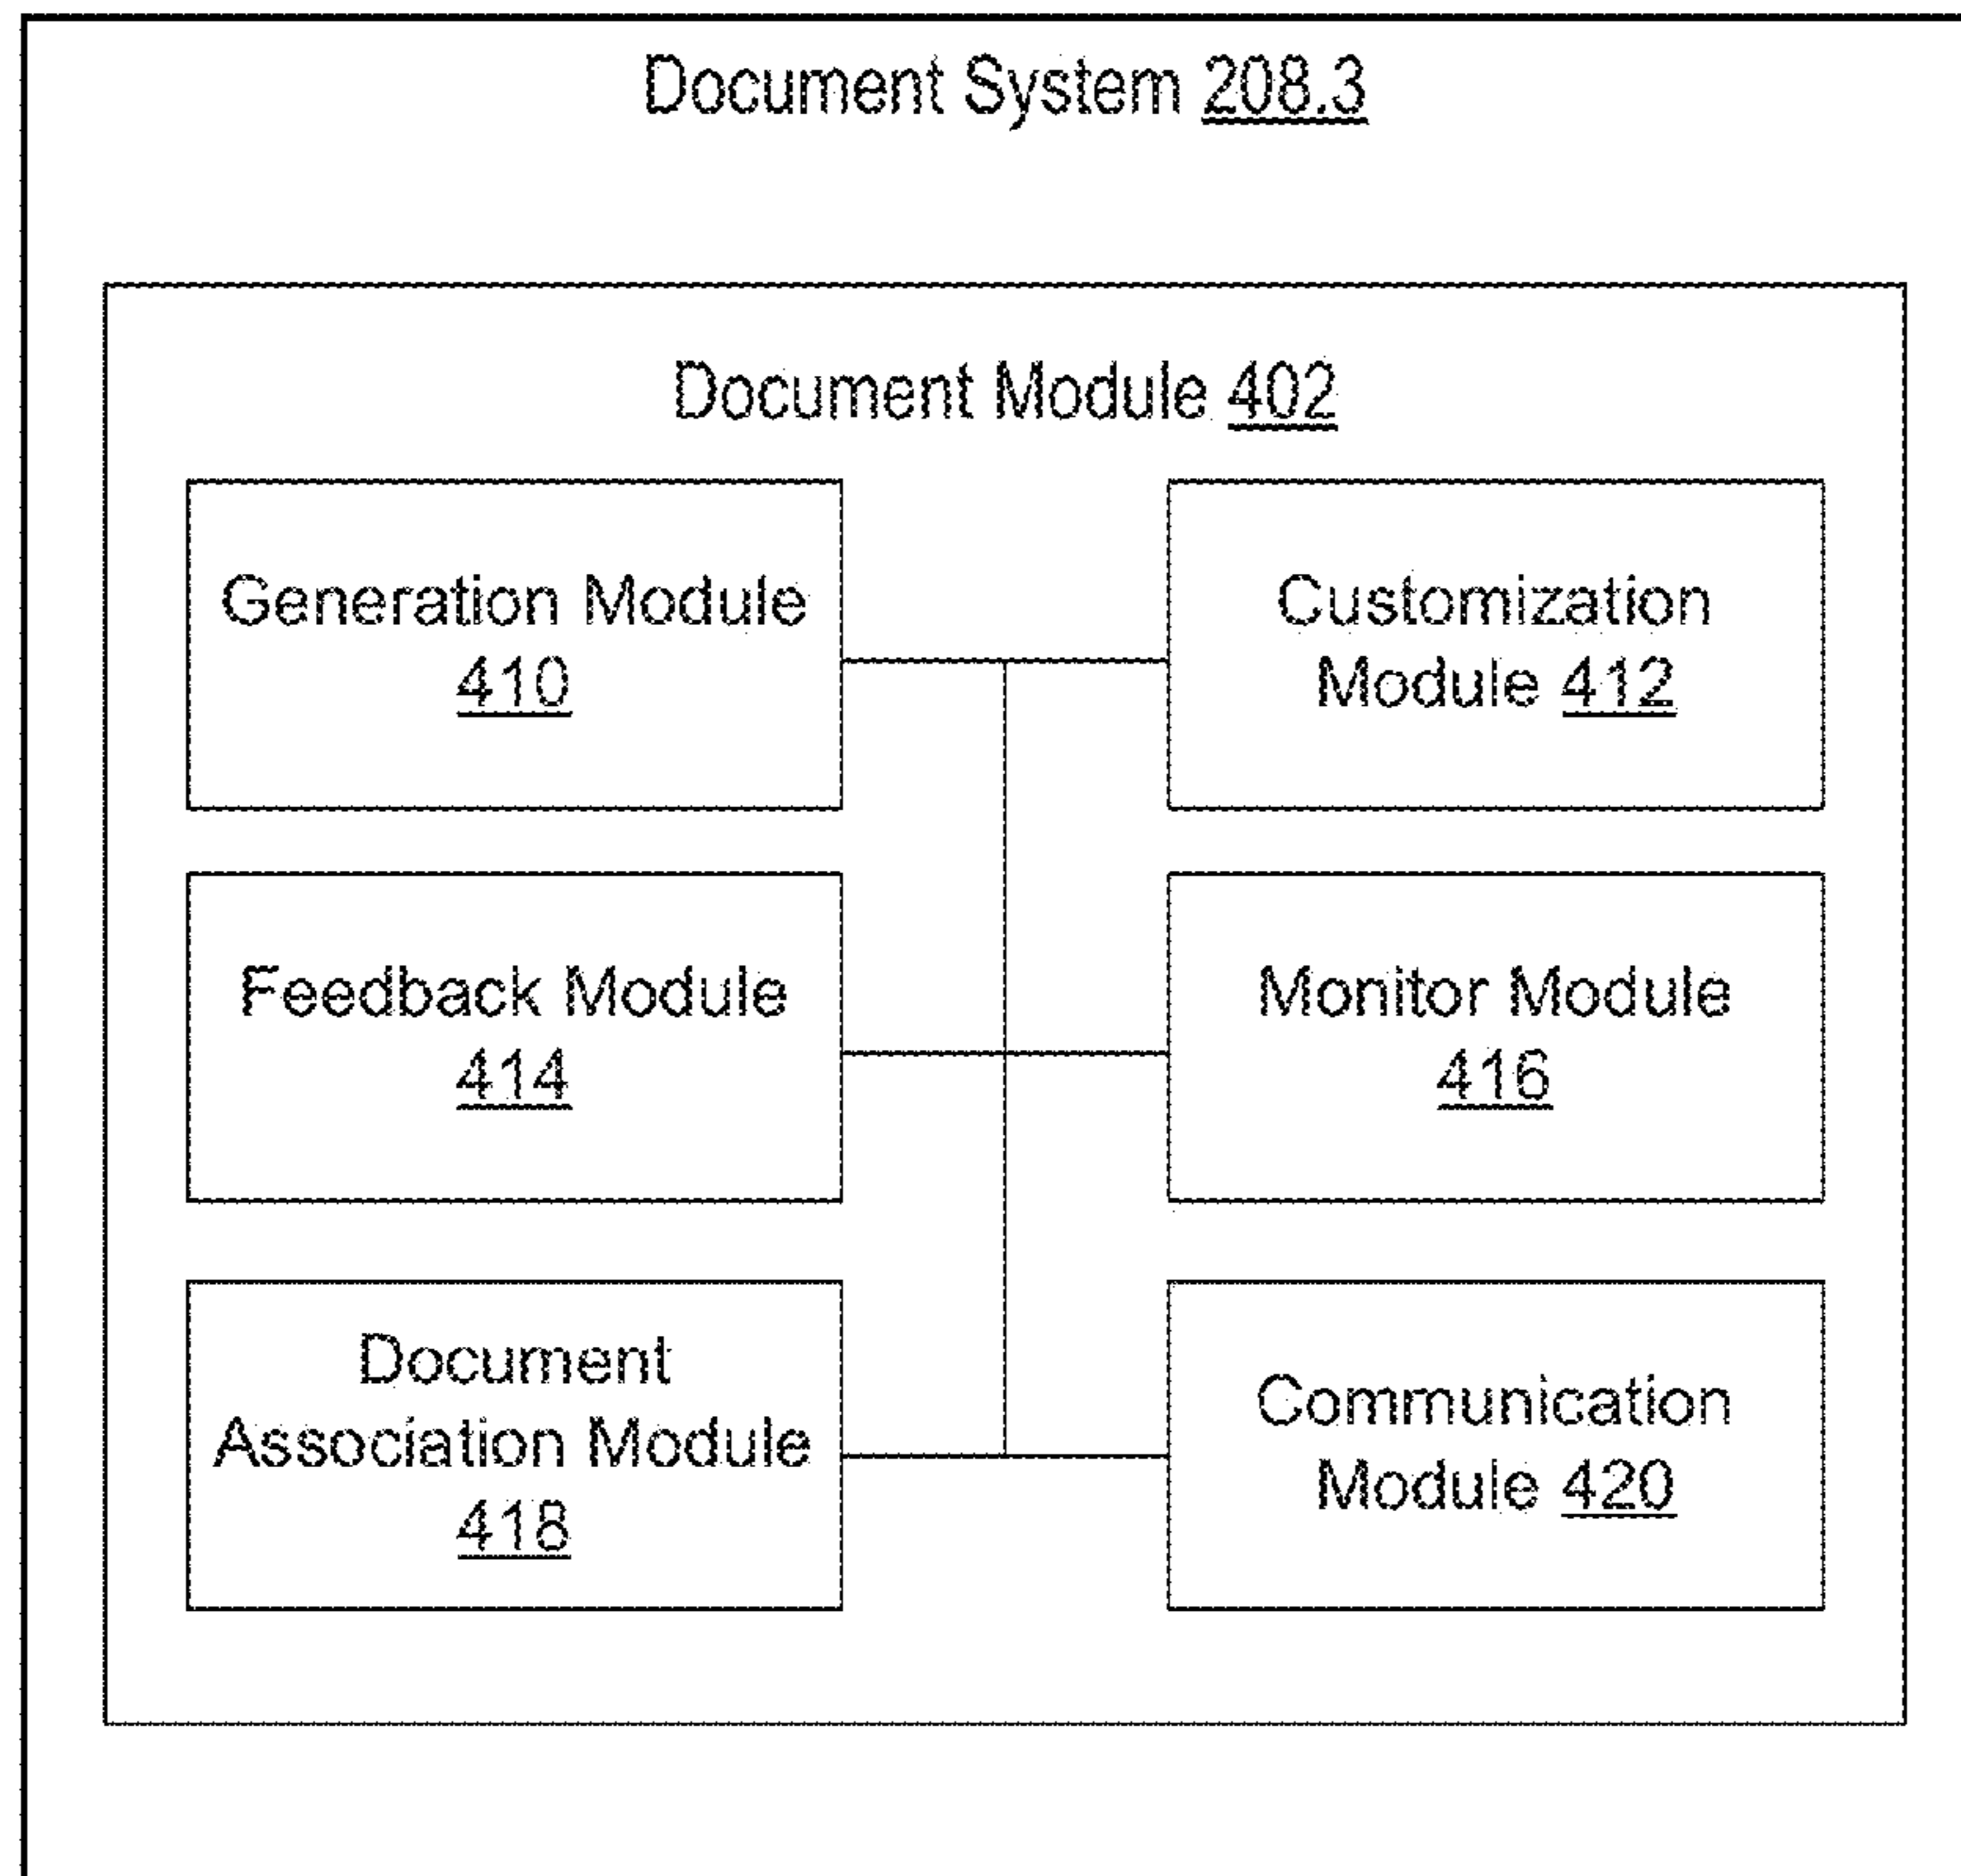 Document System 208.3
Document Module 402
Generation Module
410
Customization
Module 412
Feedback Module
414
Monitor Module
416
Document
Association Module
418
Communication
Module 420